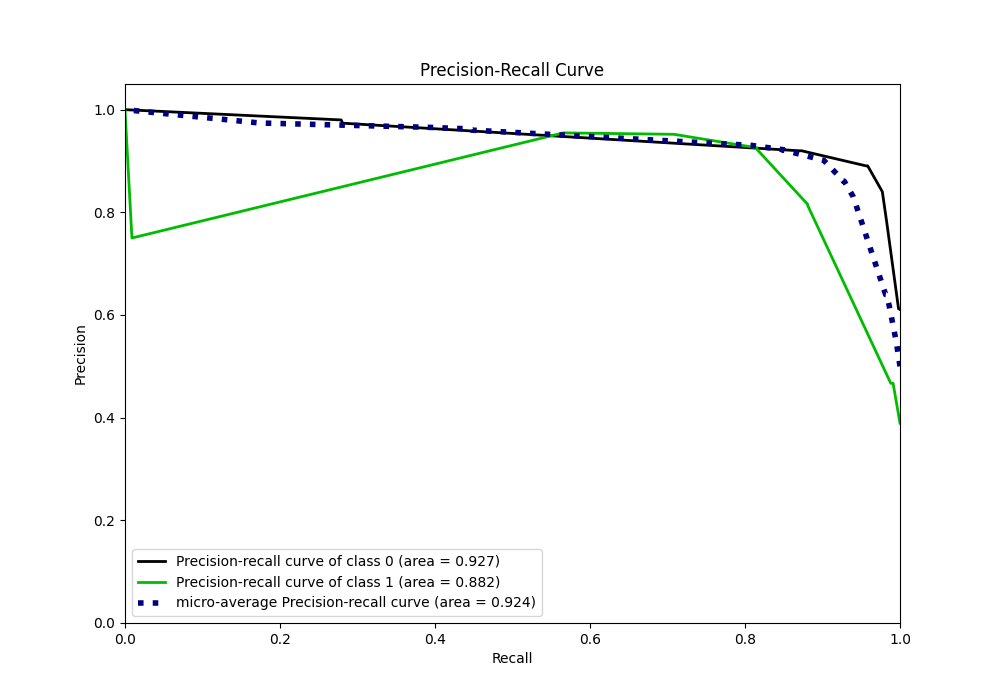 Precision-Recall Curve
1.0
0.8
0.6
0.4
0.2
0.0
Precision
Precision-recall curve of class 0 (area = 0.927)
Precision-recall curve of class 1 (area = 0.882)
micro-average Precision-recall curve (area = 0.924)
0.0 0.2 0.4 0.6 0.8 1.0
Recall